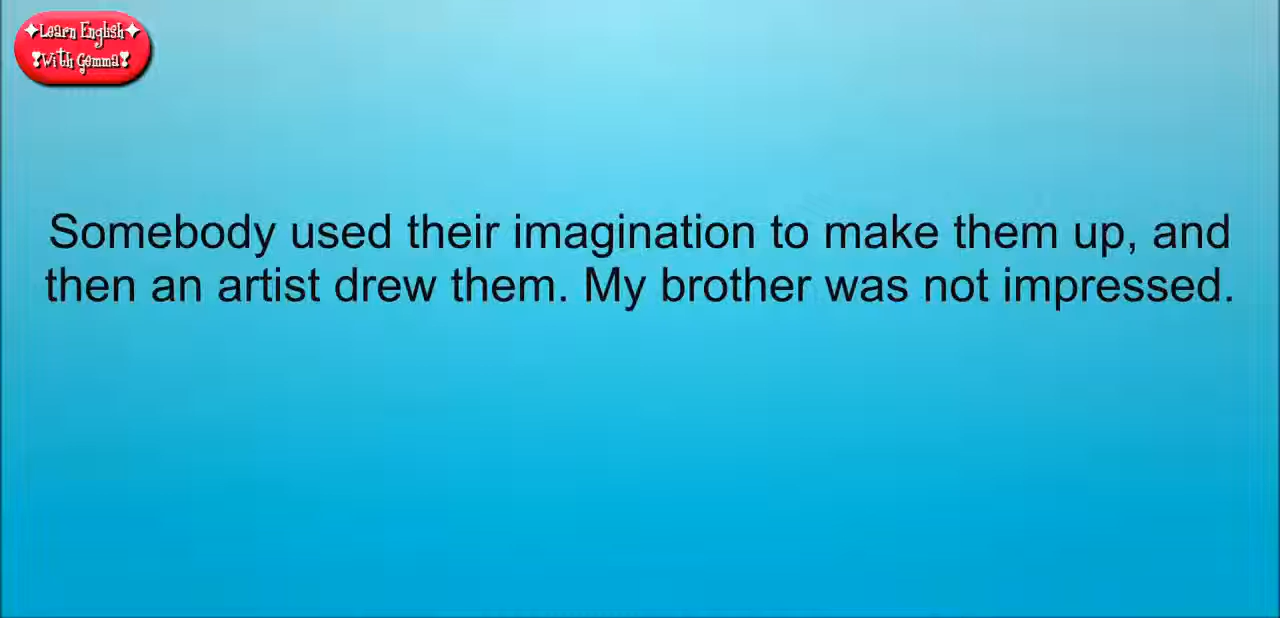 ✦Learn English✦
❣With Gemma❣
Somebody used their imagination to make them up, and
then an artist drew them. My brother was not impressed.